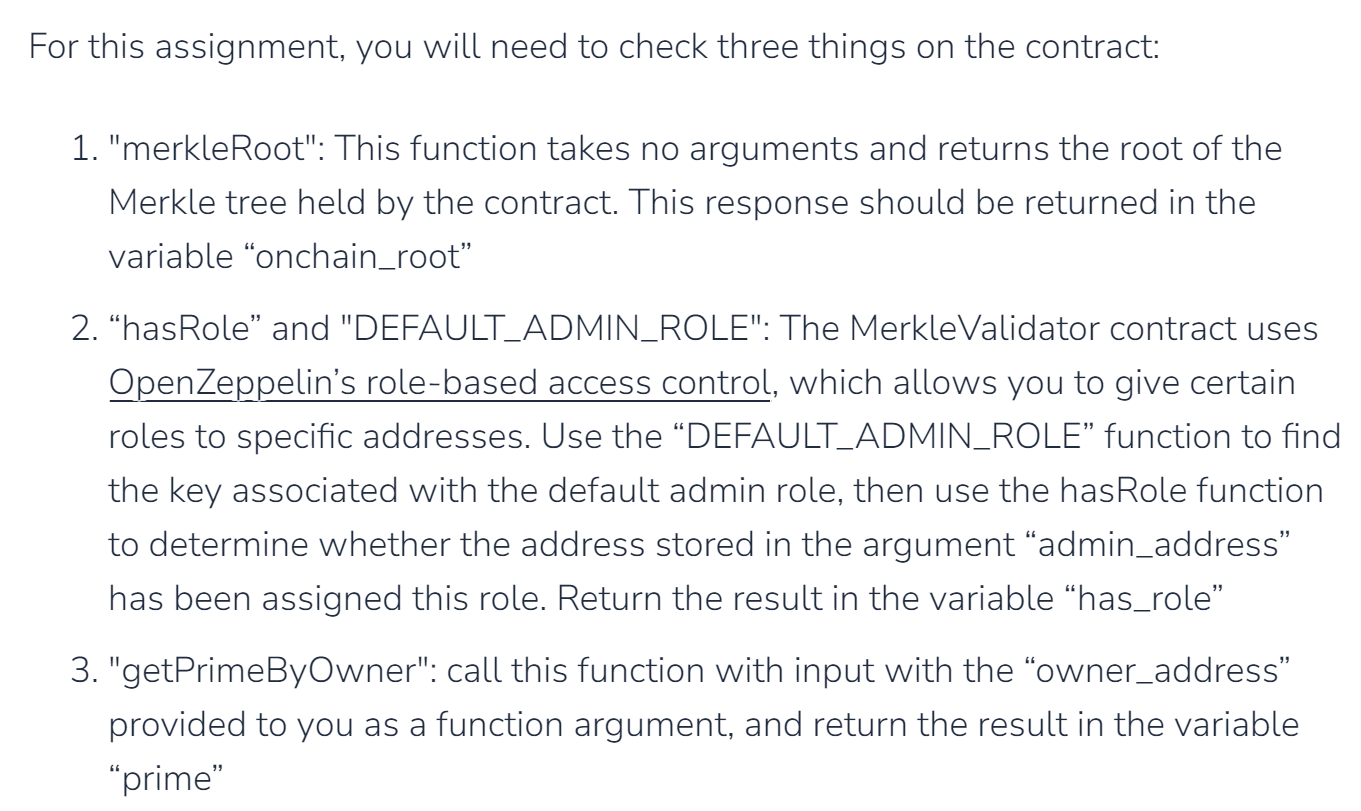 For this assignment, you will need to check three things on the contract:
1. "merkleRoot": This function takes no arguments and returns the root of the
Merkle tree held by the contract. This response should be returned in the
variable “onchain_root”
2. “hasRole” and "DEFAULT_ADMIN_ROLE": The MerkleValidator contract uses
OpenZeppelin’s role-based access control, which allows you to give certain
roles to specific addresses. Use the “DEFAULT_ADMIN_ROLE” function to find
the key associated with the default admin role, then use the hasRole function
to determine whether the address stored in the argument “admin_address”
has been assigned this role. Return the result in the variable “has_role”
3. "getPrimeByOwner": call this function with input with the “owner_address”
provided to you as a function argument, and return the result in the variable
“prime”